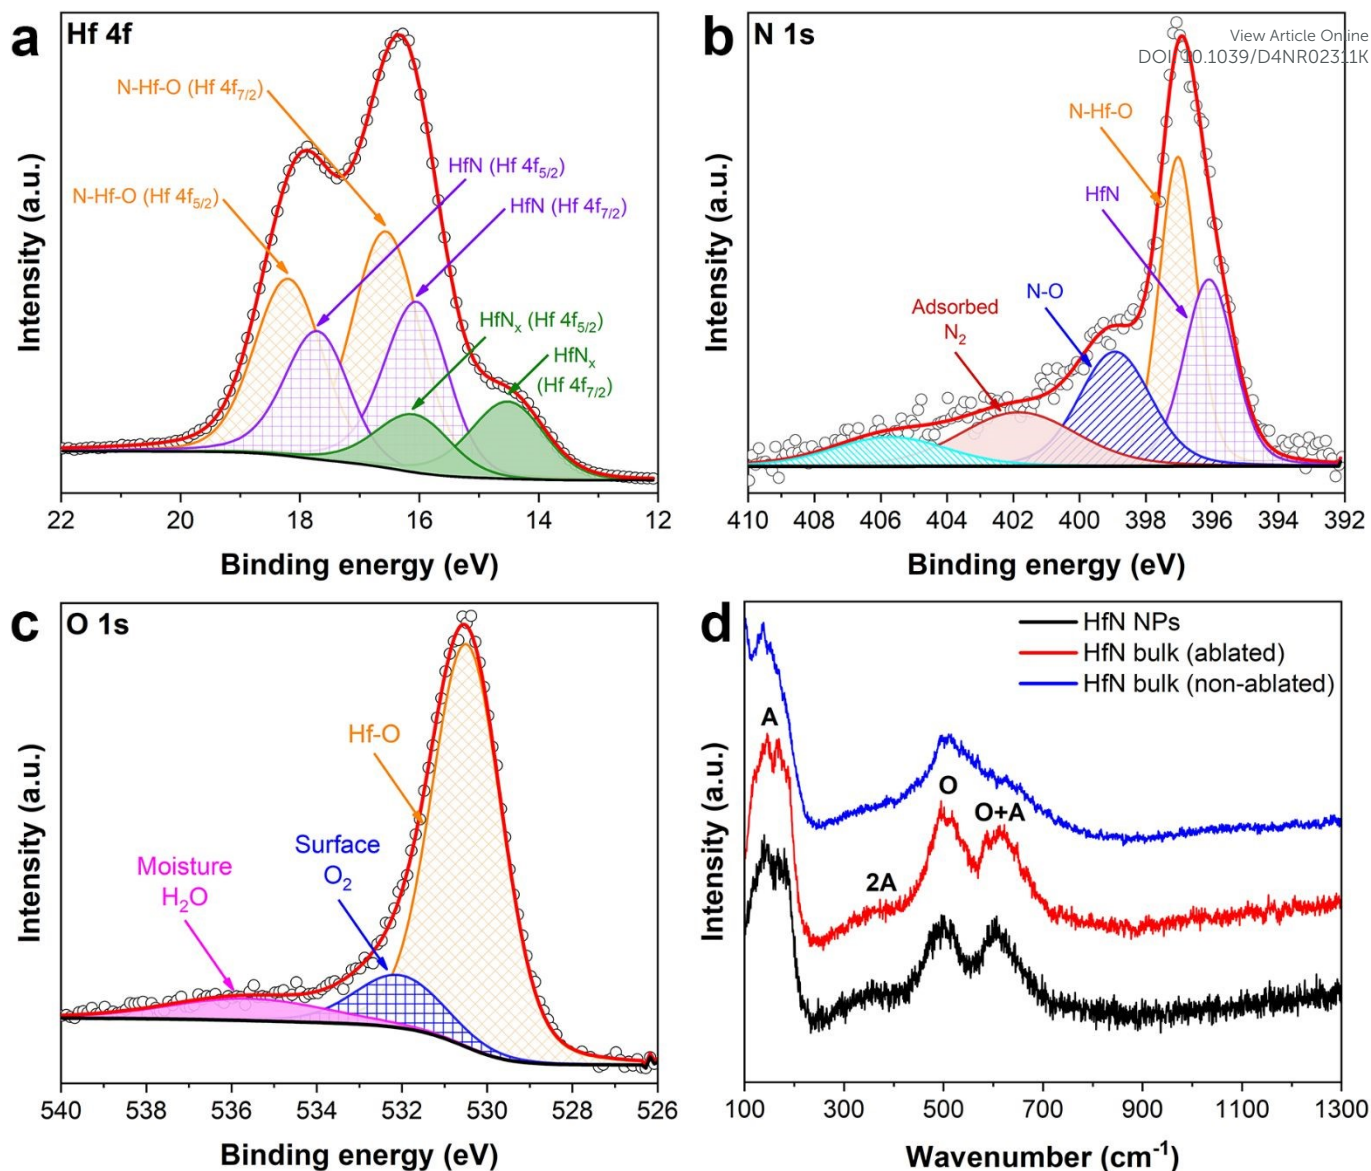 a
Hf 4f
N-Hf-O (Hf 4f7/2)
N-Hf-O (Hf 4f5/2)
HfN (Hf 4f5/2)
HfN (Hf 4f7/2)
HfNx (Hf 4f5/2)
HfNx
(Hf 4f7/2)
Intensity (a.u.)
22 20 18 16 14 12
Binding energy (eV)
b
N 1s
View Article Online
DOI: 10.1039/D4NR02311K
N-Hf-O
HfN
N-O
Adsorbed
N2
Intensity (a.u.)
410 408 406 404 402 400 398 396 394 392
Binding energy (eV)
c
O 1s
Hf-O
Surface
O2
Moisture
H2O
Intensity (a.u.)
540 538 536 534 532 530 528 526
Binding energy (eV)
d
HfN NPs
HfN bulk (ablated)
HfN bulk (non-ablated)
A
O
O+A
2A
Intensity (a.u.)
100 300 500 700 900 1100 1300
Wavenumber (cm-1)